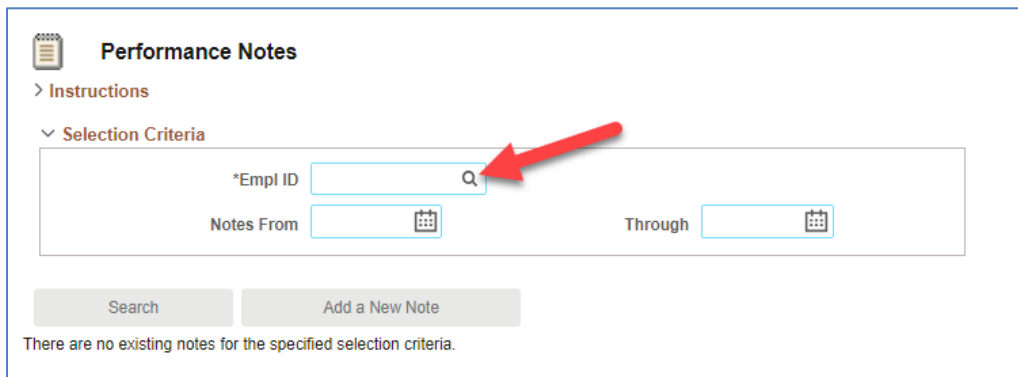 Performance Notes
Instructions
Selection Criteria
*Empl ID
Notes From Through
Search Add a New Note
There are no existing notes for the specified selection criteria.